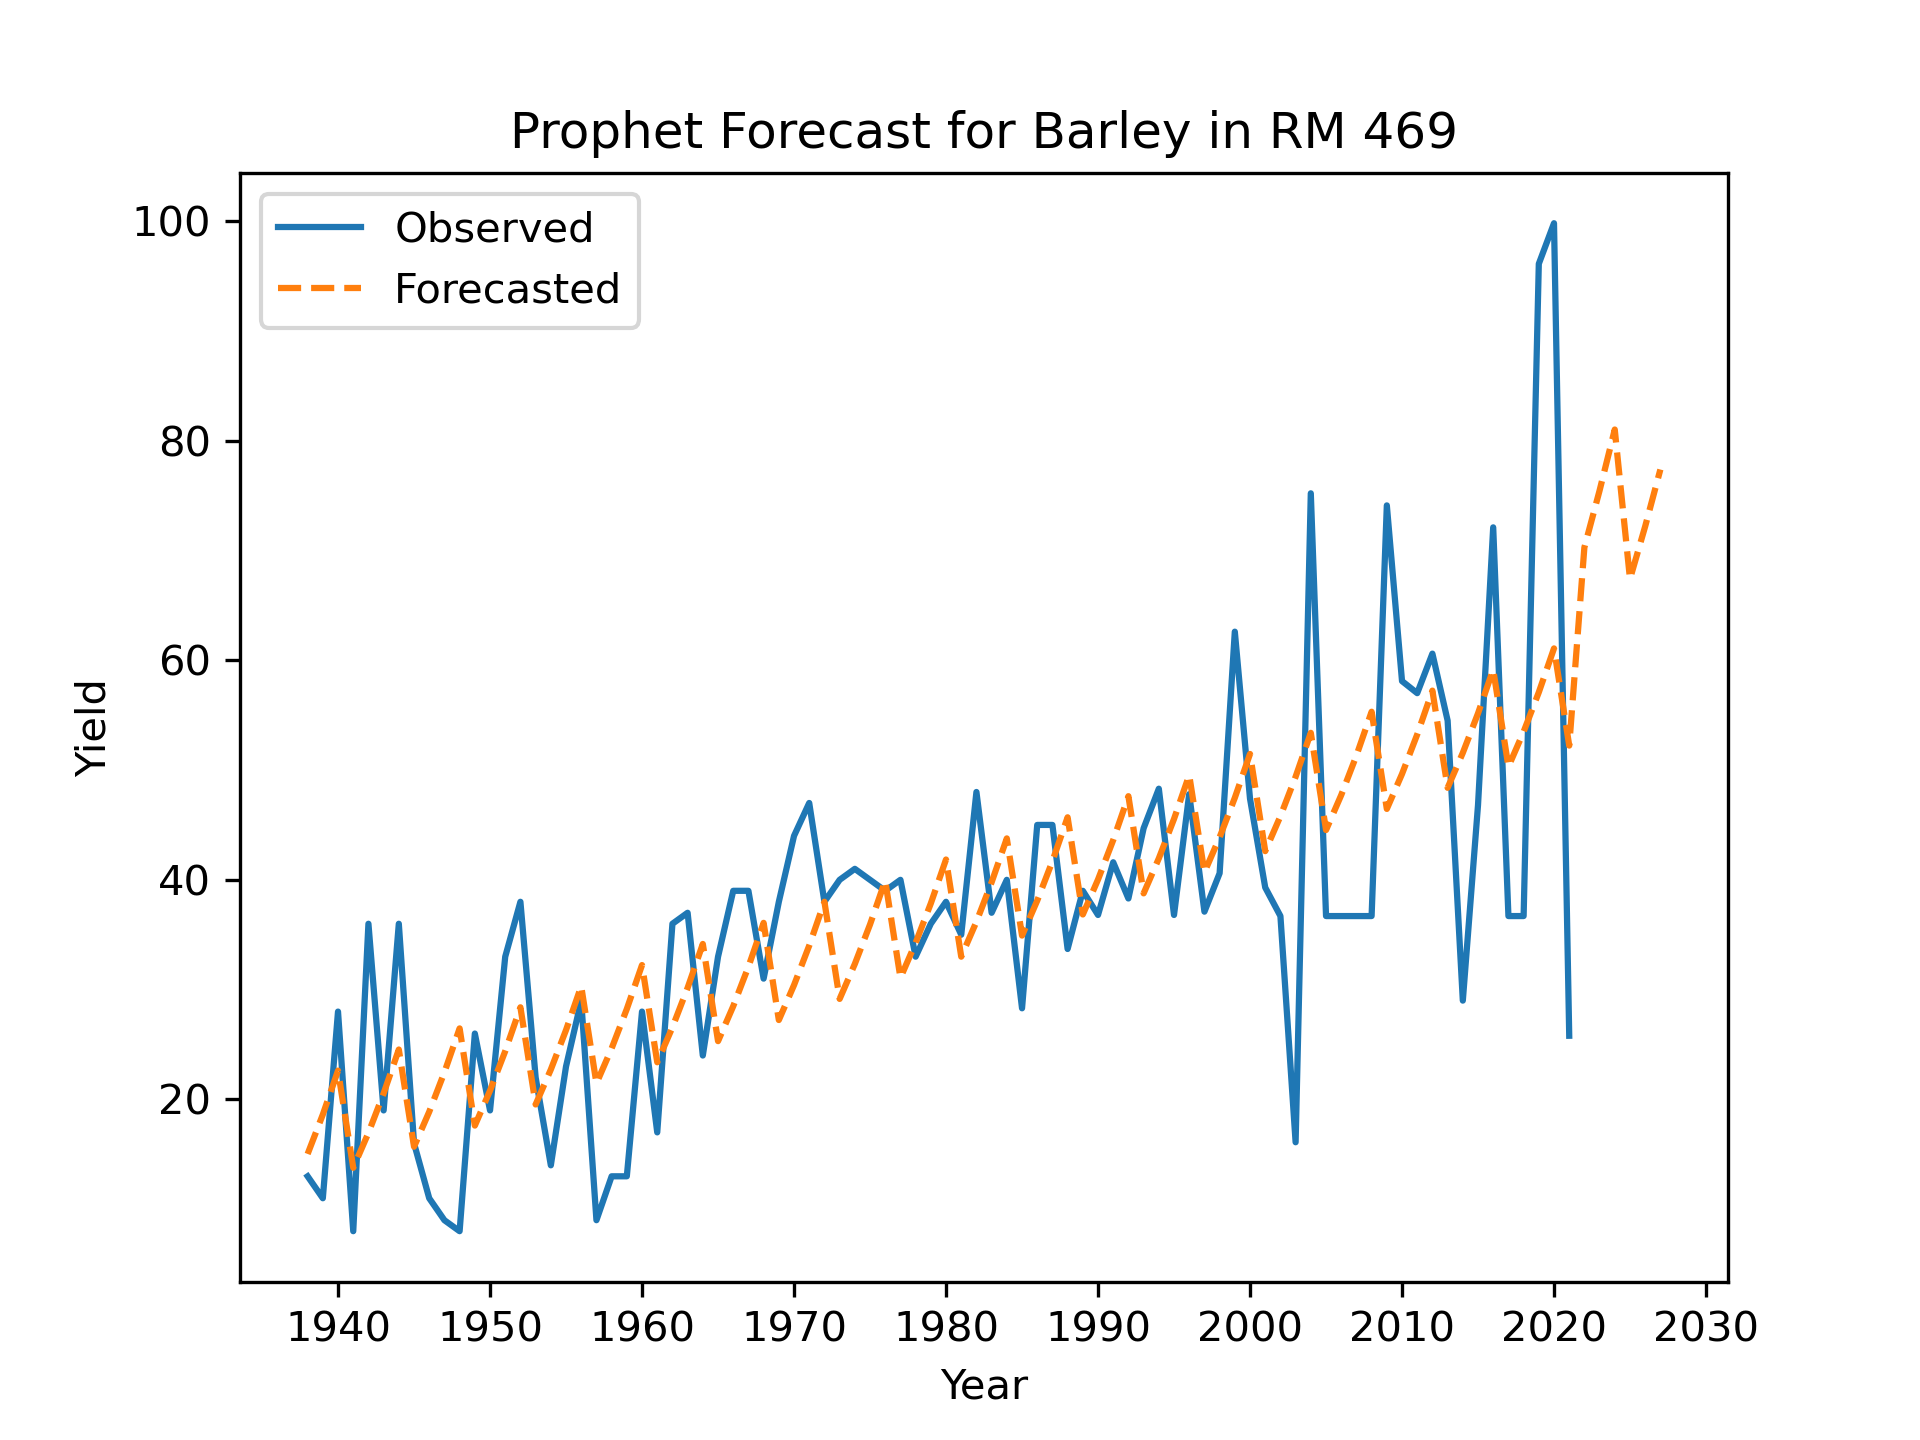 Prophet Forecast for Barley in RM 469
Observed
Forecasted
100
80
60
40
20
Yield
1940 1950 1960 1970 1980 1990 2000 2010 2020 2030
Year